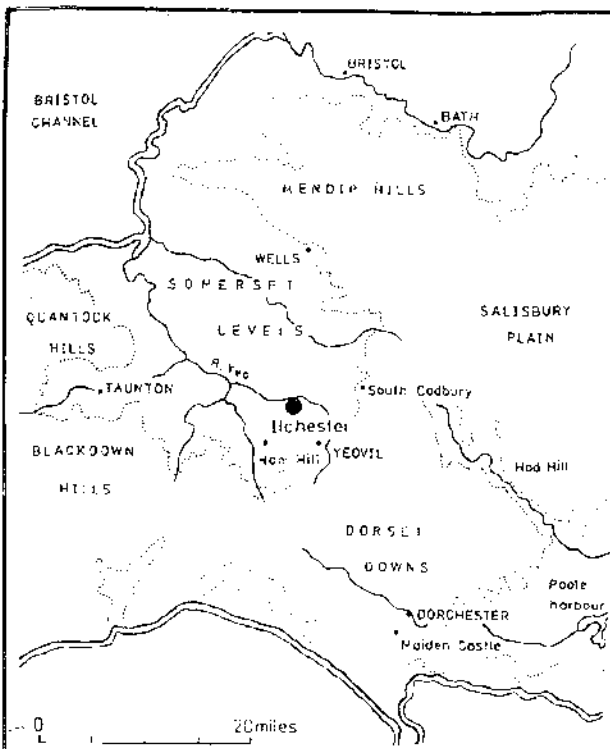 BRISTOL
BRISTOL
CHANNEL
BATH
MENDIP HILLS
WELLS
SOMERSET
LEVELS
QUANTOCK
HILLS
SALISBURY
PLAIN
R. Yeo
TAUNTON
South Cadbury
Ilchester
Ham Hill
YEOVIL
BLACKDOWN
HILLS
Hod Hill
DORSET
DOWNS
Poole
harbour
DORCHESTER
Maiden Castle
0
20miles